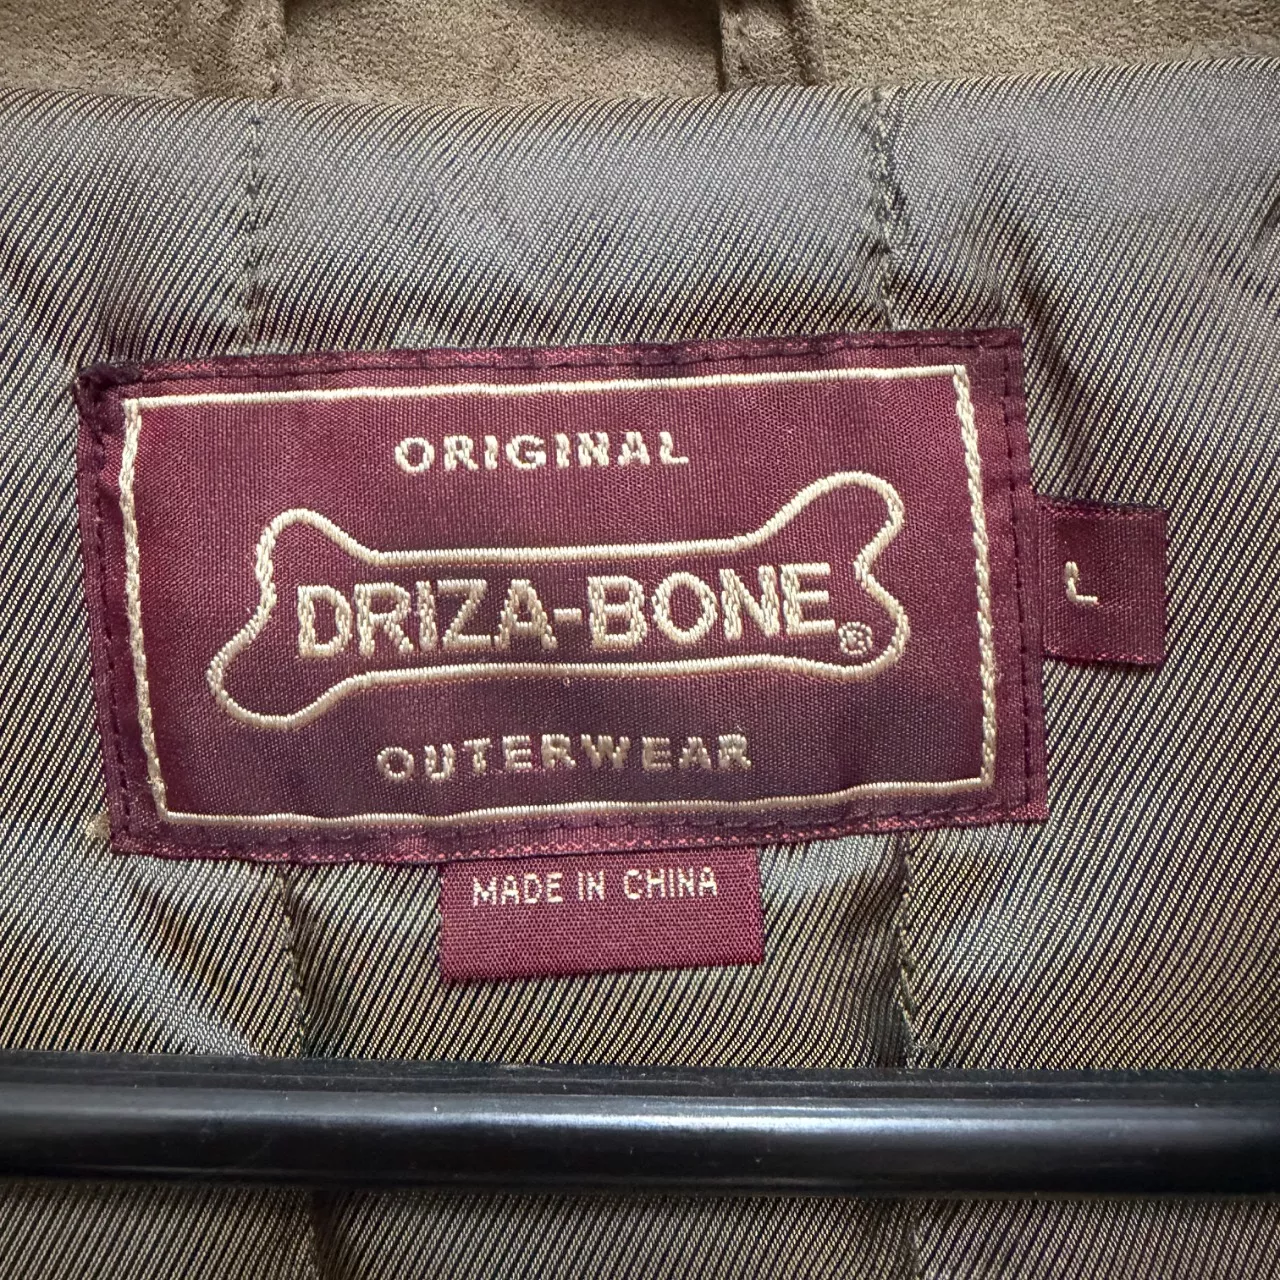 ORIGINAL
DRIZA-BONE®
OUTERWEAR
L
MADE IN CHINA